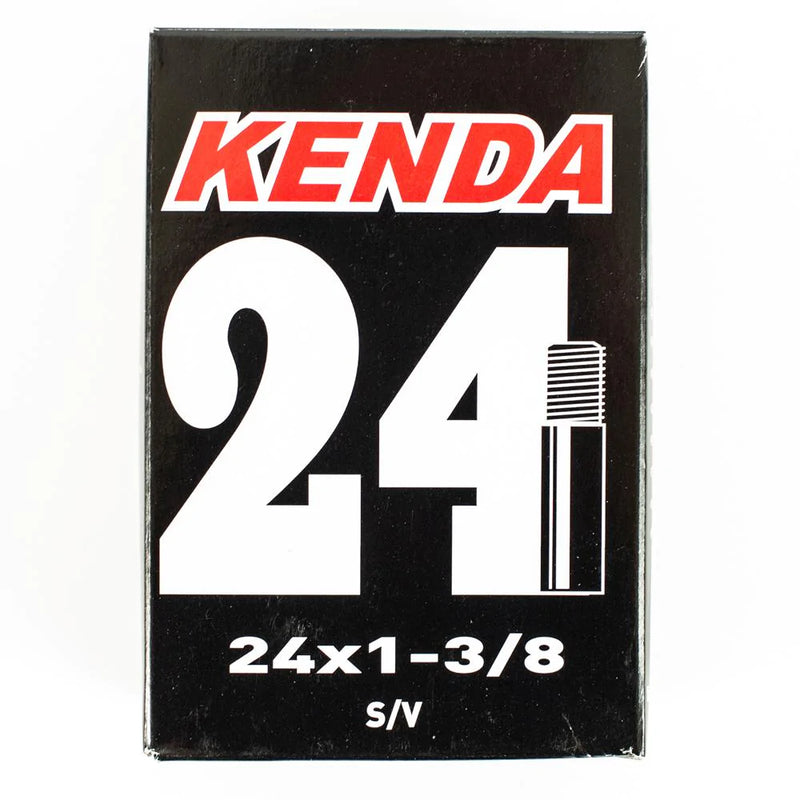 KENDA
24
24x1-3/8
S/V